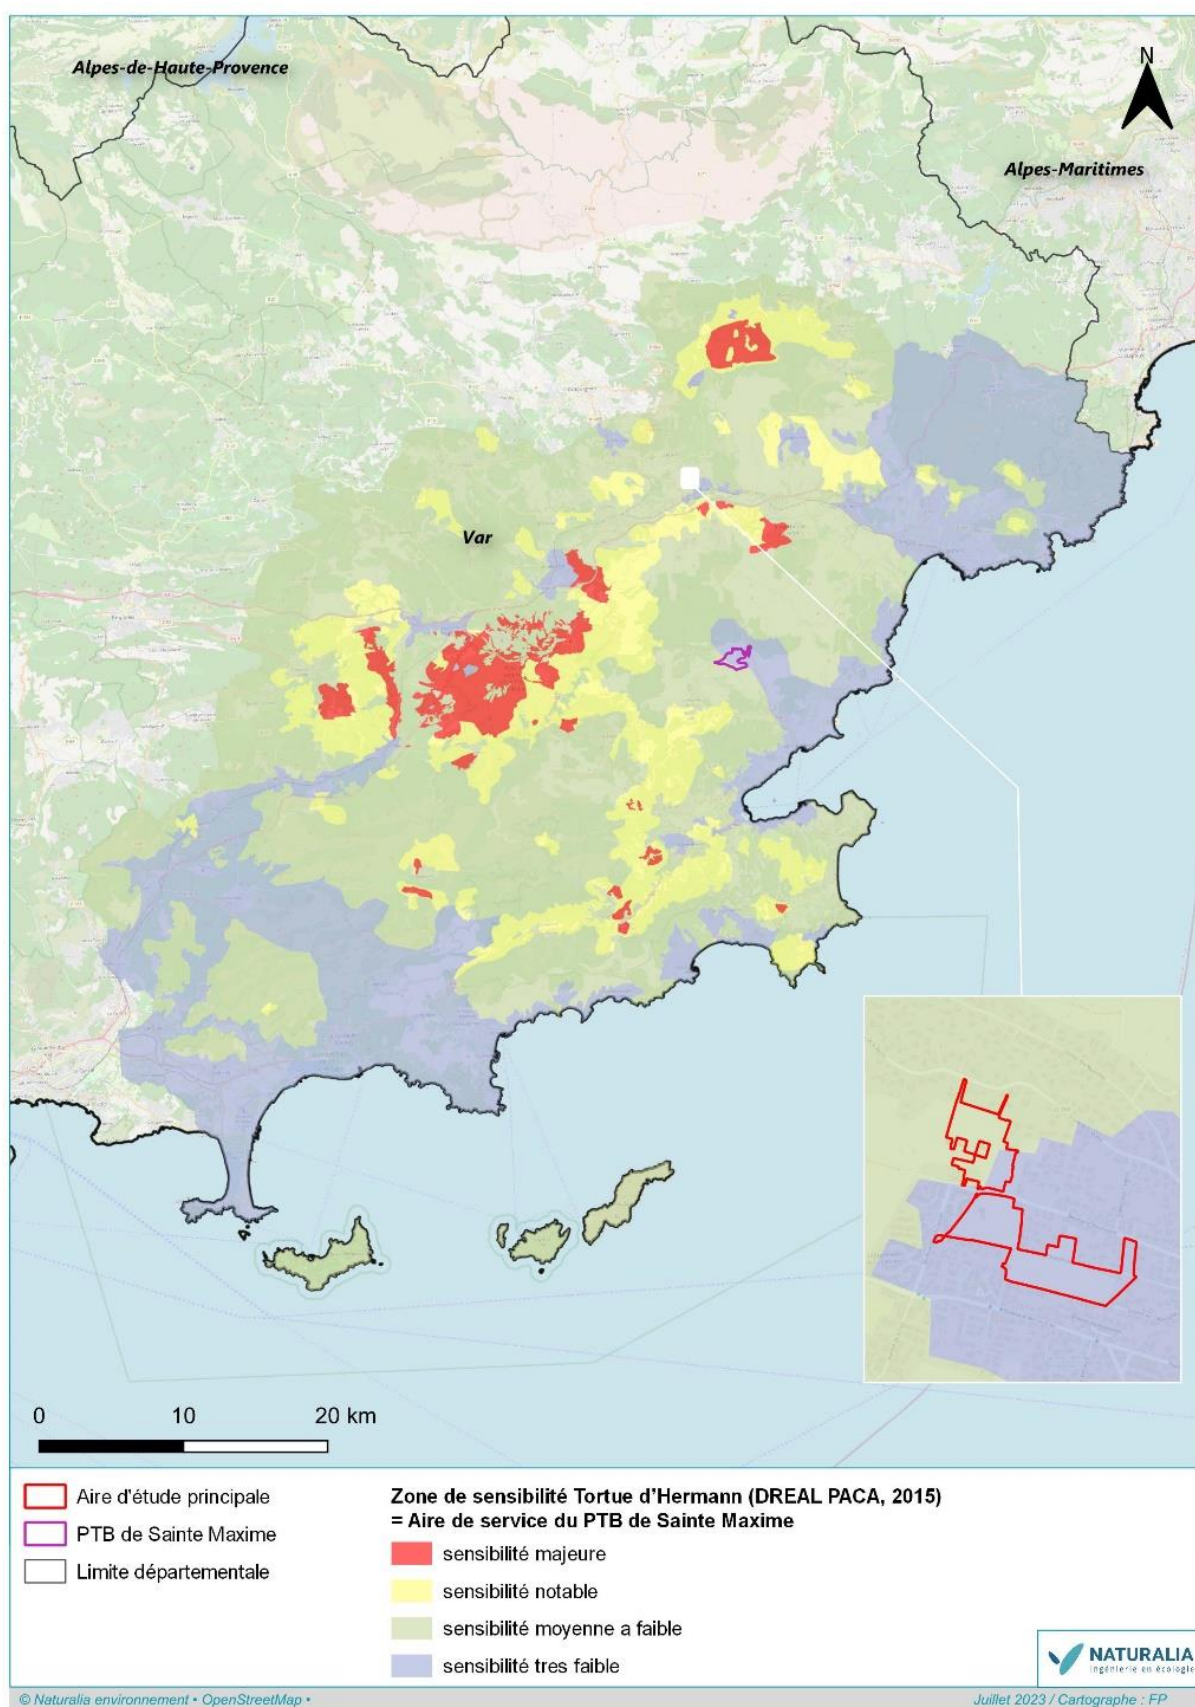 Alpes-de-Haute-Provence
N
Alpes-Maritimes
Var
0 10 20 km
Aire d'étude principale
PTB de Sainte Maxime
Limite départementale
Zone de sensibilité Tortue d'Hermann (DREAL PACA, 2015)
= Aire de service du PTB de Sainte Maxime
sensibilité majeure
sensibilité notable
sensibilité moyenne a faible
sensibilité tres faible
NATURALIA
Ingénierie en écologie
© Naturalia environnement • OpenStreetMap •
Juillet 2023 / Cartographe : FP